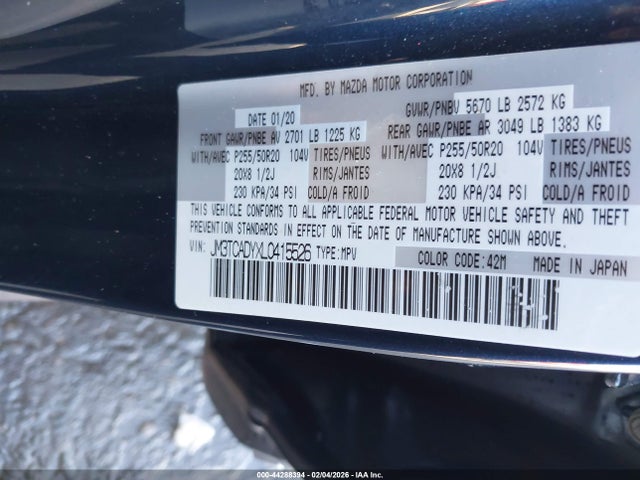 MFD. BY MAZDA MOTOR CORPORATION
DATE 01/20 GVWR/PNBV 5670 LB 2572 KG
FRONT GAWR/PNBE AV 2701 LB 1225 KG REAR GAWR/PNBE AR 3049 LB 1383 KG
WITH/AVEC P255/50R20 104V TIRES/PNEUS WITH/AVEC P255/50R20 104V TIRES/PNEUS
20X8 1/2J RIMS/JANTES 20X8 1/2J RIMS/JANTES
230 KPA/34 PSI COLD/A FROID 230 KPA/34 PSI COLD/A FROID
THIS VEHICLE CONFORMS TO ALL APPLICABLE FEDERAL MOTOR VEHICLE SAFETY AND THEFT
PREVENTION STANDARDS IN EFFECT ON THE DATE OF MANUFACTURE SHOWN ABOVE.
VIN: JM3TCADYXL0415526 TYPE:MPV COLOR CODE:42M MADE IN JAPAN
000-44288394 - 02/04/2026 - IAA Inc.